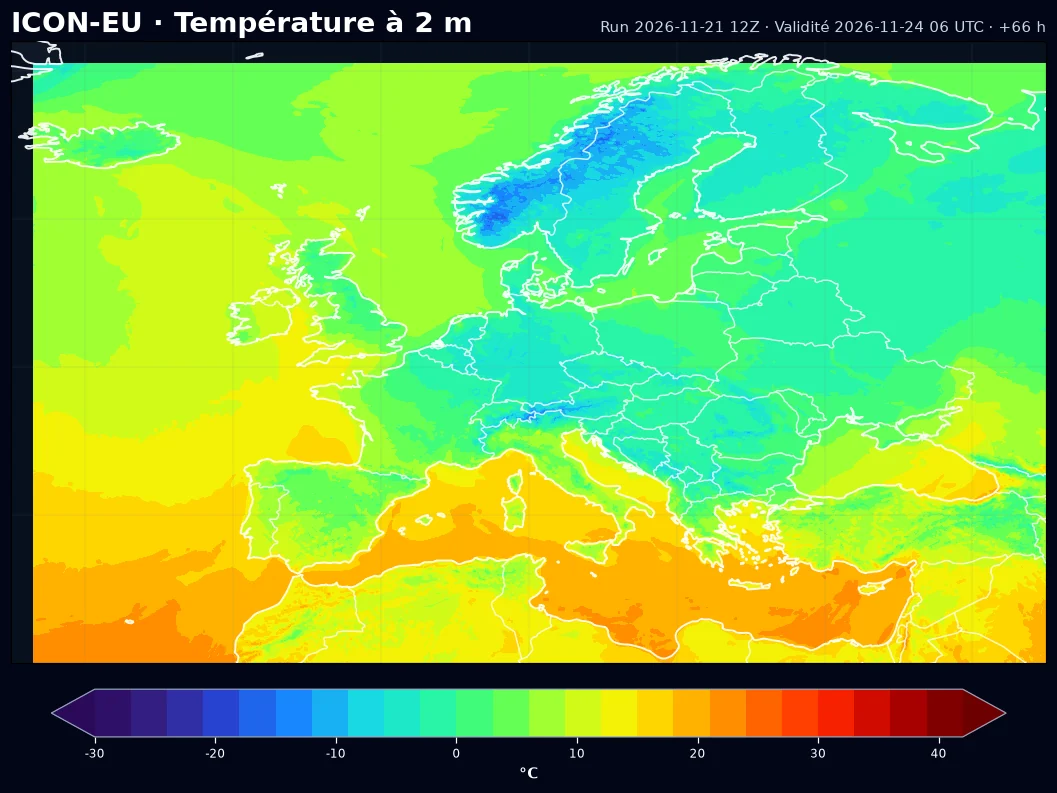 ICON-EU · Température à 2 m
Run 2026-11-21 12Z · Validité 2026-11-24 06 UTC · +66 h
-30 -20 -10 0 10 20 30 40
°C